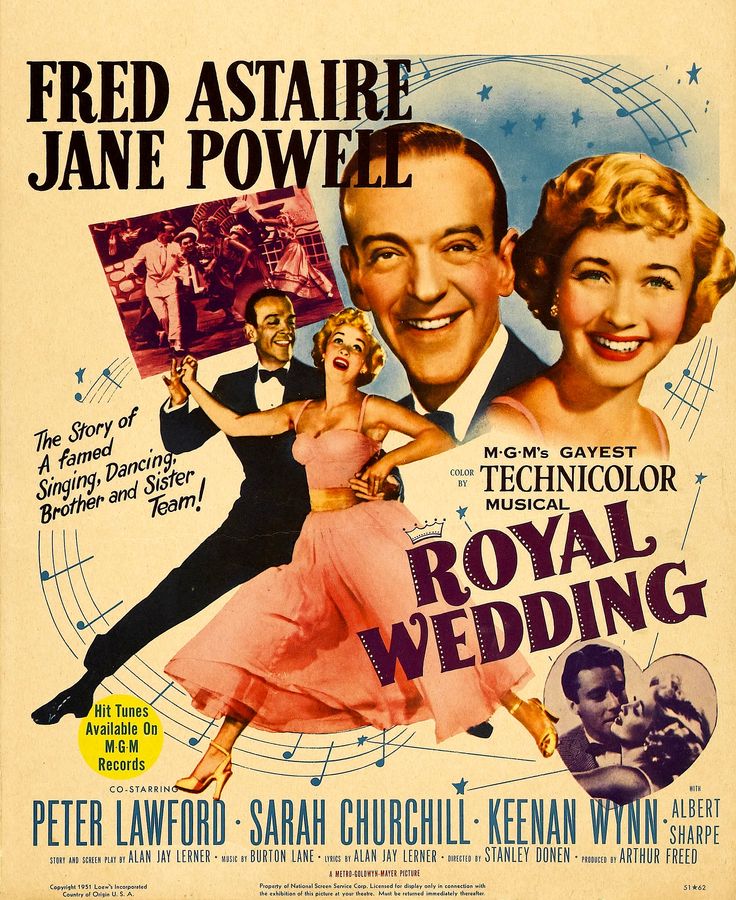 FRED ASTAIRE
JANE POWELL
The Story of
A famed
Singing, Dancing,
Brother and Sister
Team!
M·G·M's GAYEST
COLOR BY TECHNICOLOR
MUSICAL
ROYAL
WEDDING
Hit Tunes
Available On
M·G·M
Records
CO-STARRING
PETER LAWFORD · SARAH CHURCHILL · KEENAN WYNN · WITH ALBERT SHARPE
STORY AND SCREEN PLAY BY ALAN JAY LERNER · MUSIC BY BURTON LANE · LYRICS BY ALAN JAY LERNER · DIRECTED BY STANLEY DONEN · PRODUCED BY ARTHUR FREED
A METRO-GOLDWYN-MAYER PICTURE
Copyright 1951 Loew's Incorporated
Country of Origin U. S. A.
Property of National Screen Service Corp. Licensed for display only in connection with
the exhibition of this picture at your theatre. Must be returned immediately thereafter.
51★62